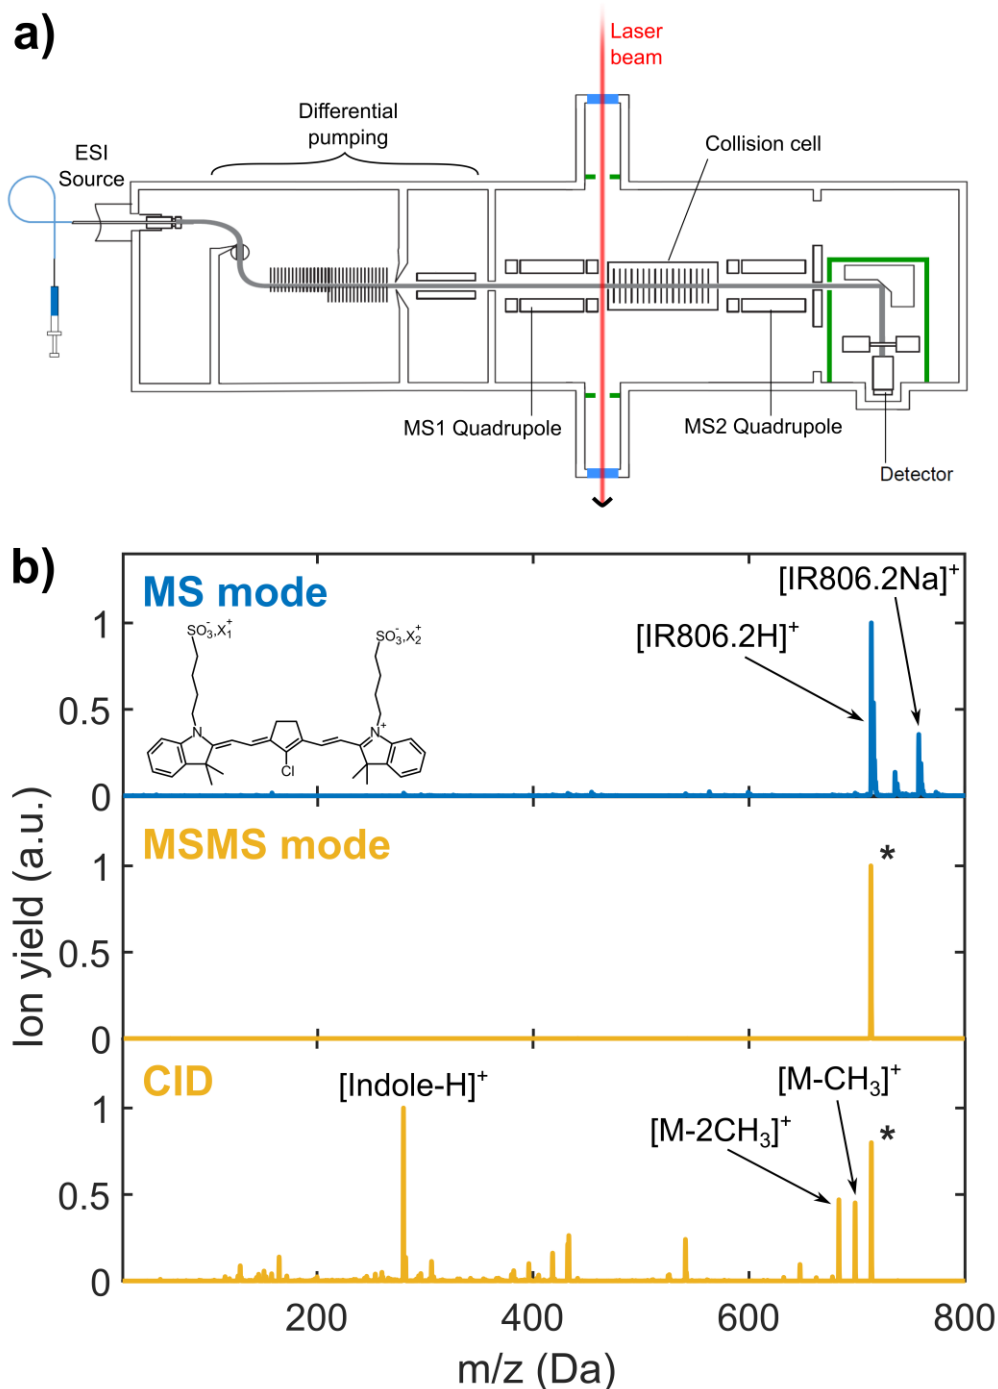 a)
Laser
beam
Differential
pumping
ESI
Source
Collision cell
MS1 Quadrupole
MS2 Quadrupole
Detector
b)
MS mode
[IR806.2Na]⁺
[IR806.2H]⁺
SO₃⁻,X₁⁺
SO₃⁻,X₂⁺
N
N⁺
Cl
1
0.5
0
MSMS mode
*
1
0.5
0
CID
[Indole-H]⁺
[M-CH₃]⁺
[M-2CH₃]⁺
*
1
0.5
0
Ion yield (a.u.)
200 400 600 800
m/z (Da)